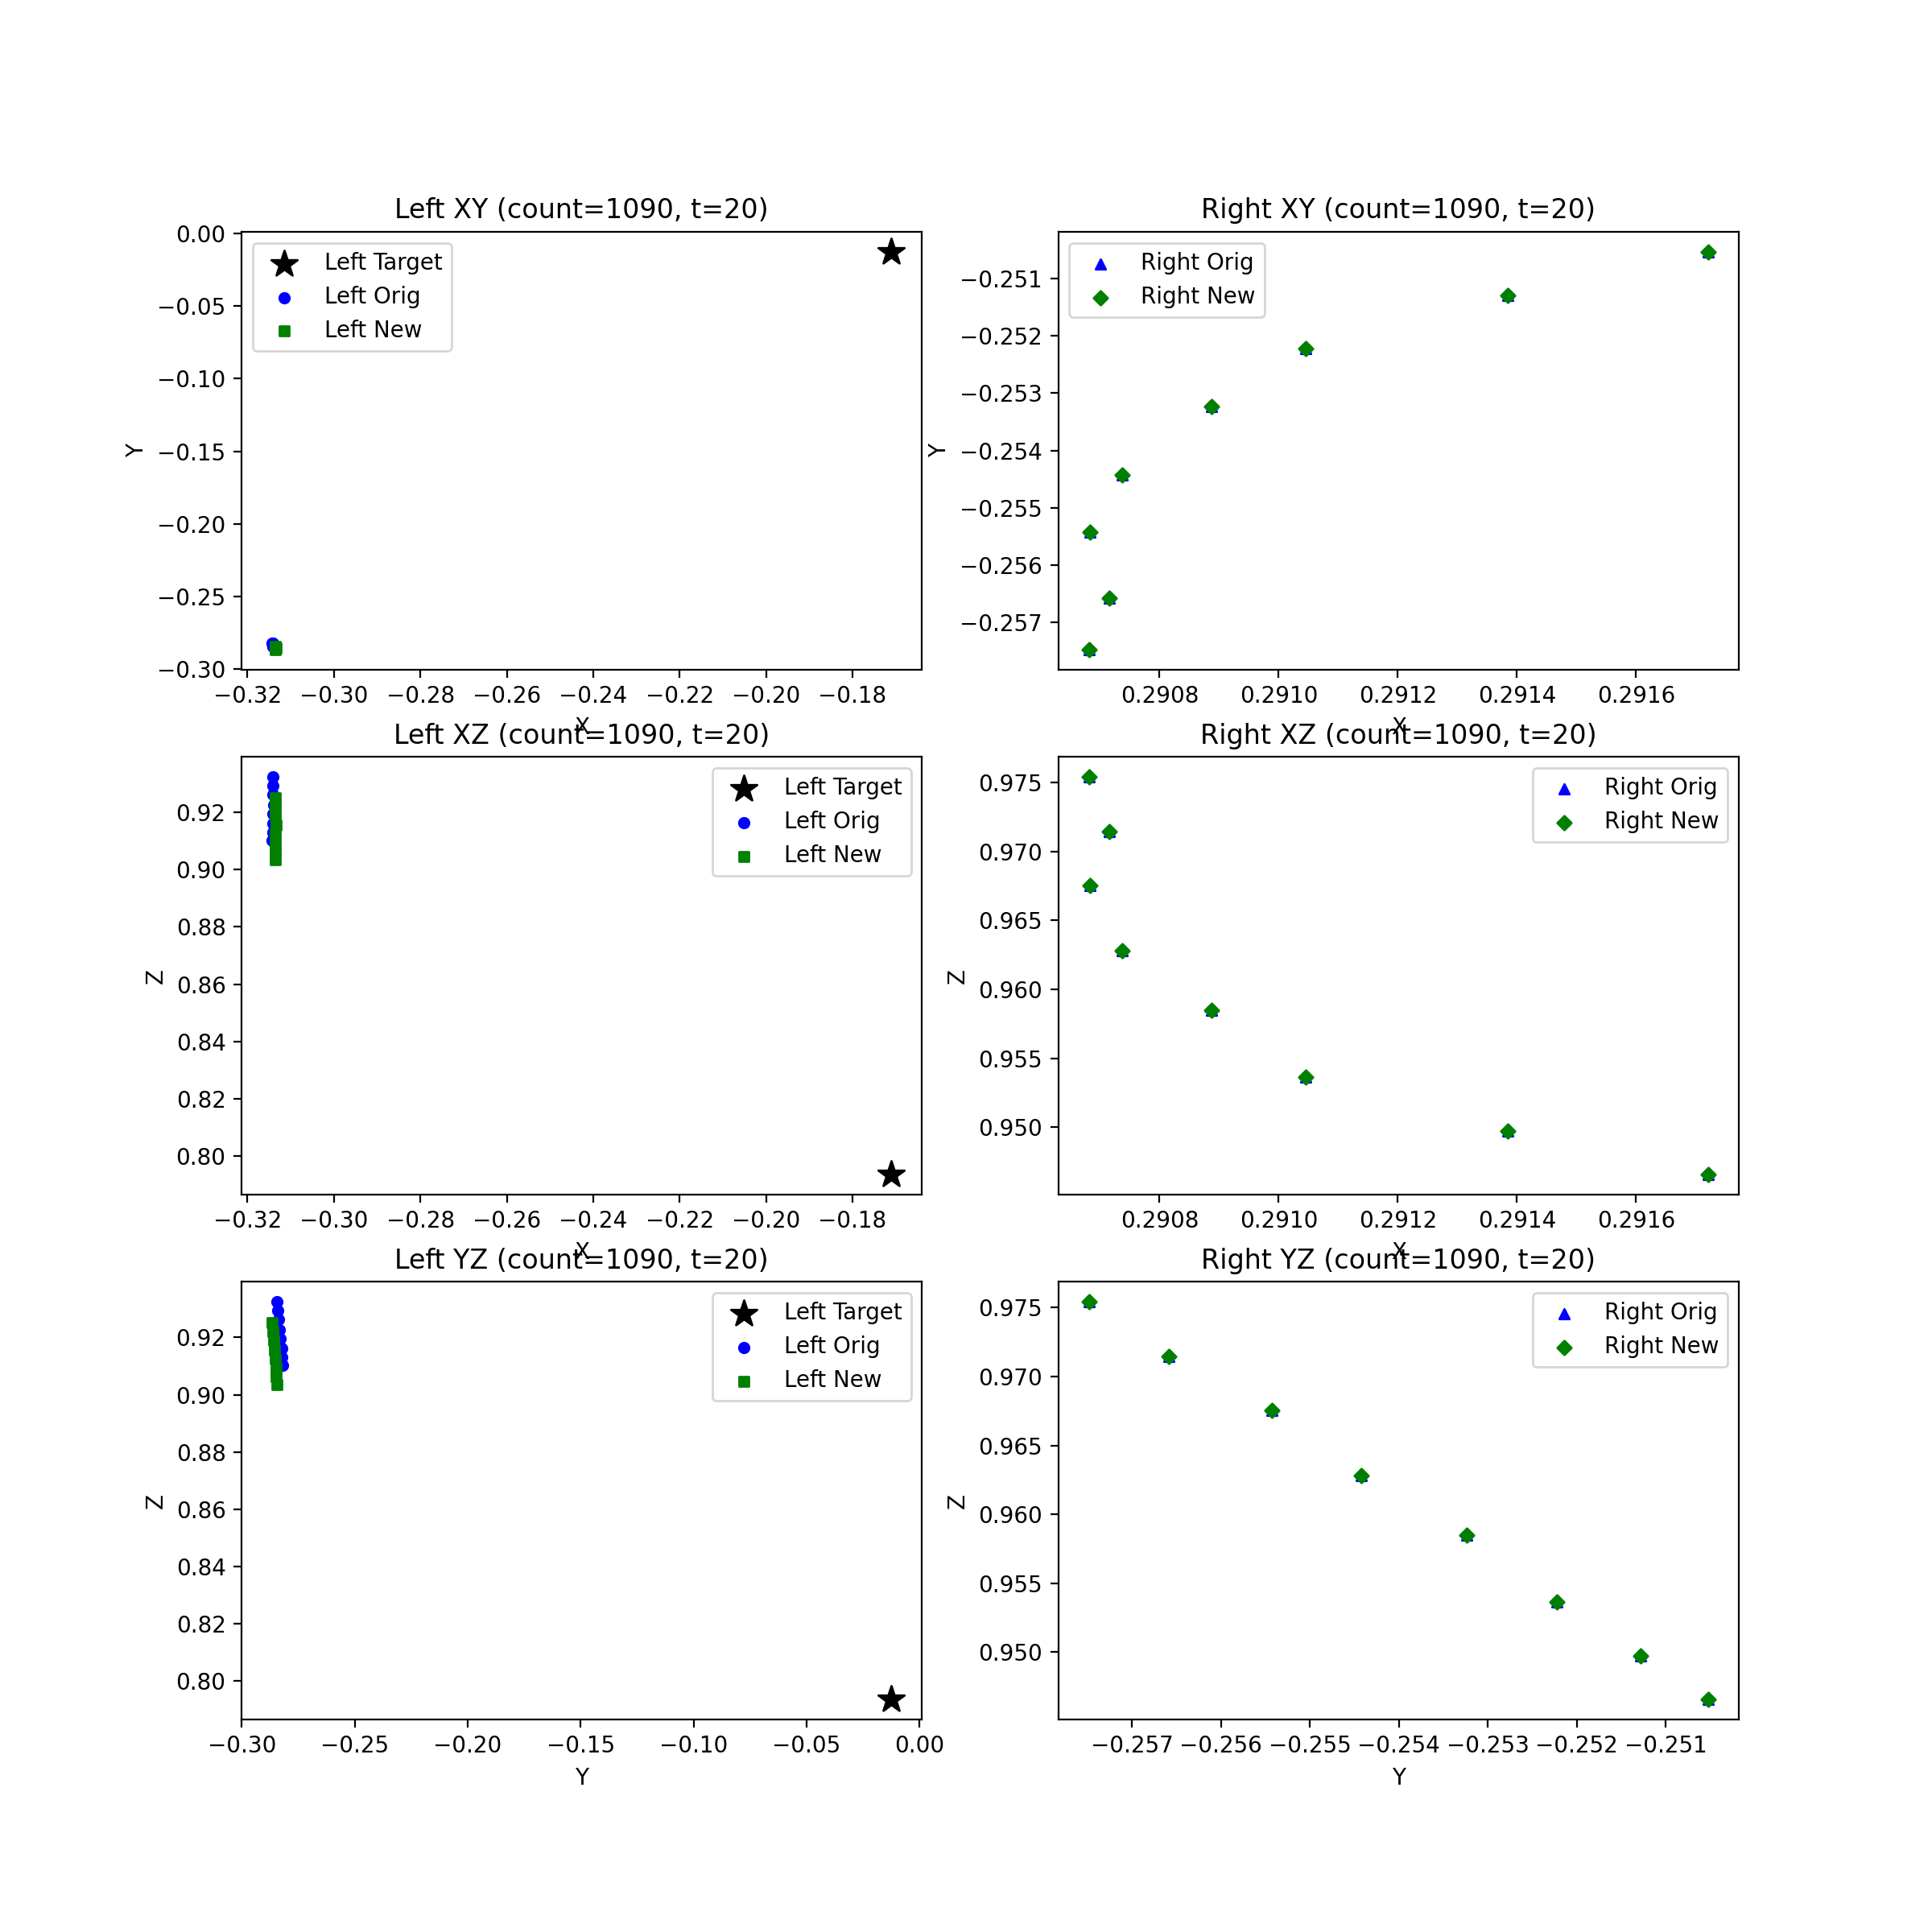 Left XY (count=1090, t=20)
Left Target
Left Orig
Left New
0.00
−0.05
−0.10
−0.15
−0.20
−0.25
−0.30
Y
−0.32 −0.30 −0.28 −0.26 −0.24 −0.22 −0.20 −0.18
X
Right XY (count=1090, t=20)
Right Orig
Right New
−0.251
−0.252
−0.253
−0.254
−0.255
−0.256
−0.257
Y
0.2908 0.2910 0.2912 0.2914 0.2916
X
Left XZ (count=1090, t=20)
Left Target
Left Orig
Left New
0.92
0.90
0.88
0.86
0.84
0.82
0.80
Z
−0.32 −0.30 −0.28 −0.26 −0.24 −0.22 −0.20 −0.18
X
Right XZ (count=1090, t=20)
Right Orig
Right New
0.975
0.970
0.965
0.960
0.955
0.950
Z
0.2908 0.2910 0.2912 0.2914 0.2916
X
Left YZ (count=1090, t=20)
Left Target
Left Orig
Left New
0.92
0.90
0.88
0.86
0.84
0.82
0.80
Z
−0.30 −0.25 −0.20 −0.15 −0.10 −0.05 0.00
Y
Right YZ (count=1090, t=20)
Right Orig
Right New
0.975
0.970
0.965
0.960
0.955
0.950
Z
−0.257 −0.256 −0.255 −0.254 −0.253 −0.252 −0.251
Y